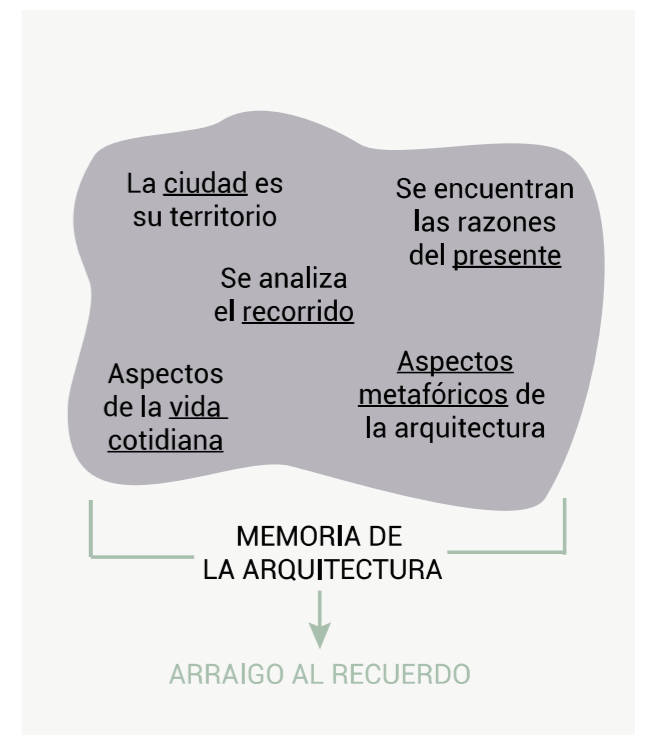 La ciudad es
su territorio
Se encuentran
las razones
del presente
Se analiza
el recorrido
Aspectos
de la vida
cotidiana
Aspectos
metafóricos de
la arquitectura
MEMORIA DE
LA ARQUITECTURA
ARRAIGO AL RECUERDO